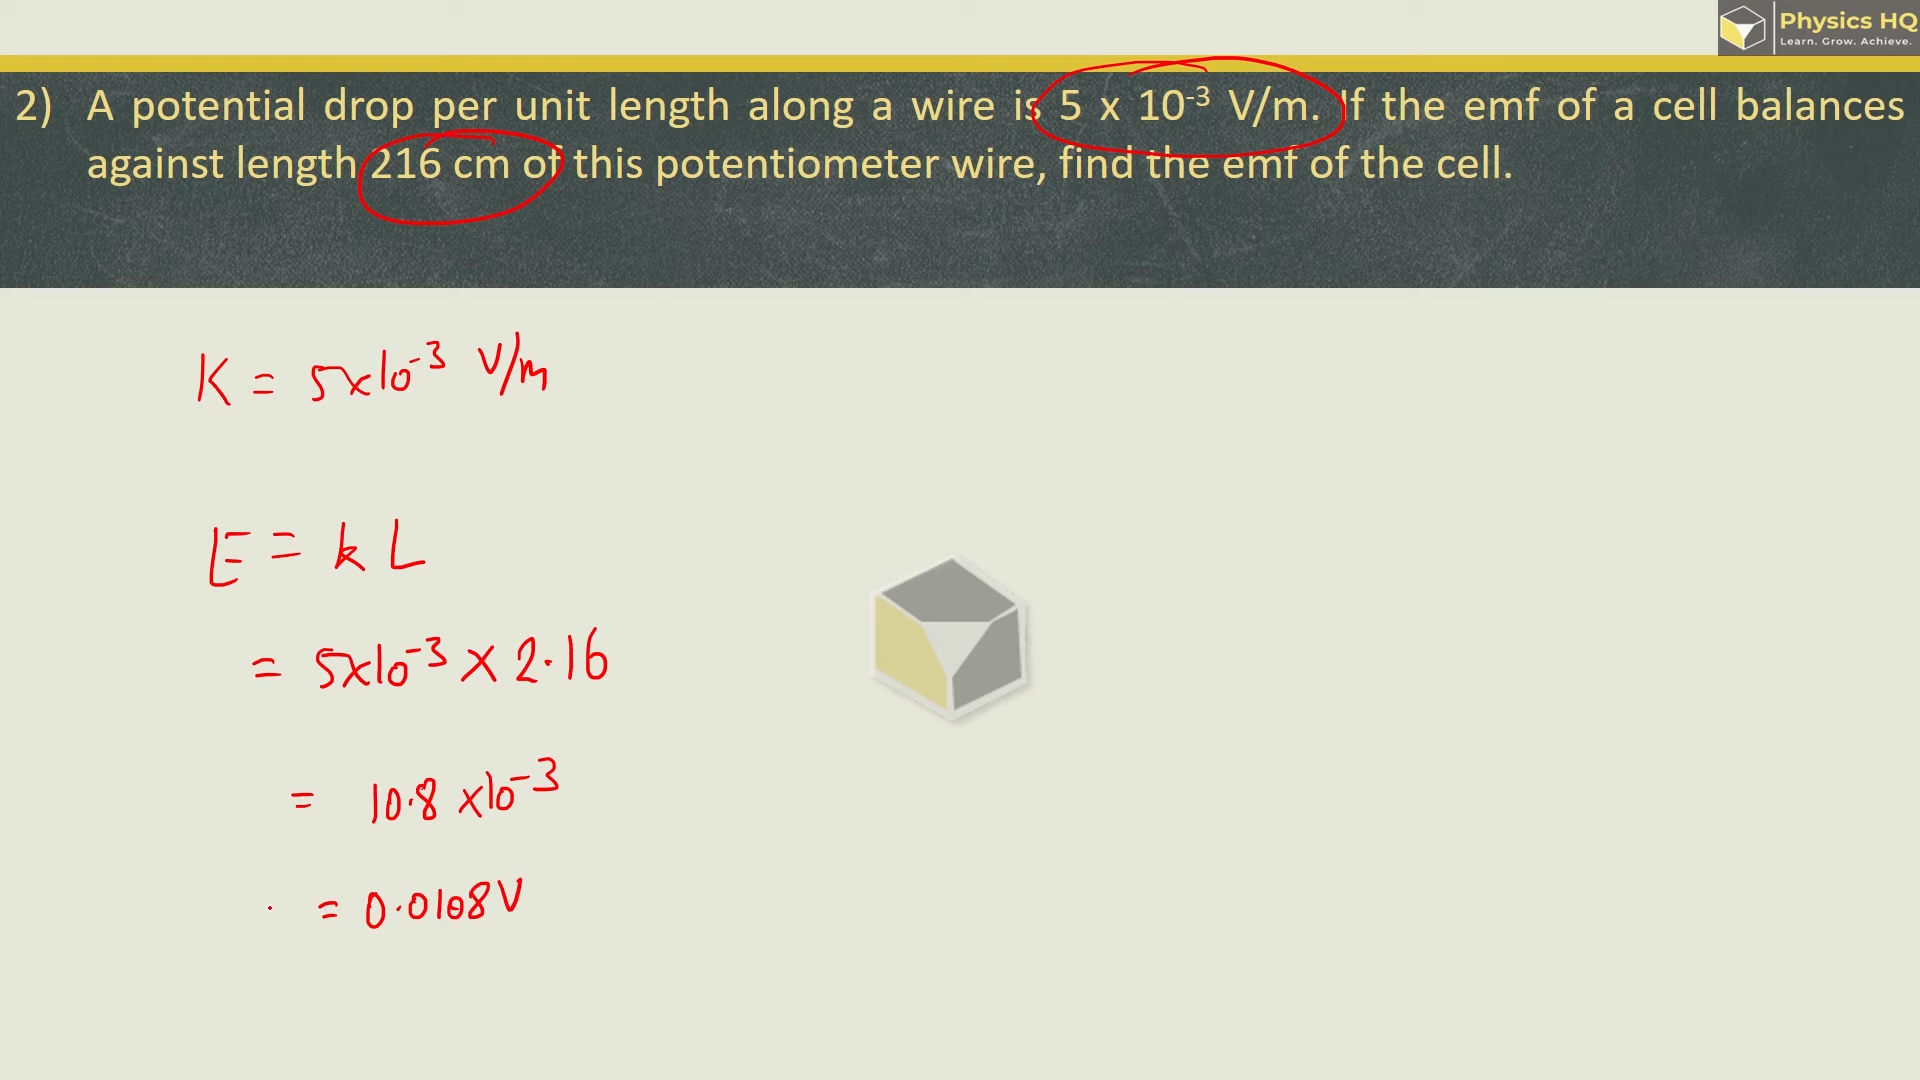 Physics HQ
Learn. Grow. Achieve.
2) A potential drop per unit length along a wire is 5 x 10⁻³ V/m. If the emf of a cell balances
against length 216 cm of this potentiometer wire, find the emf of the cell.
K = 5x10⁻³ V/m
E = k L
= 5x10⁻³ x 2.16
= 10.8 x10⁻³
= 0.0108 V